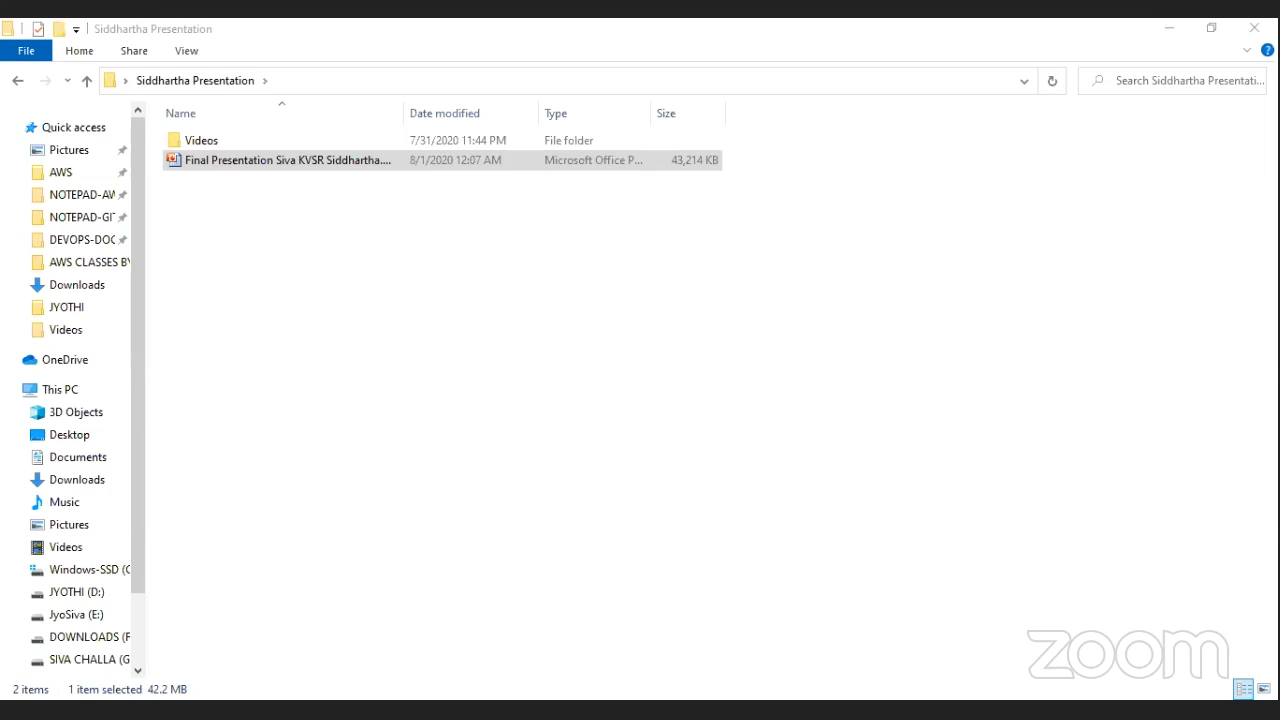 Siddhartha Presentation
File Home Share View
Siddhartha Presentation
Search Siddhartha Presentati...
Name Date modified Type Size
Videos 7/31/2020 11:44 PM File folder
Final Presentation Siva KVSR Siddhartha.... 8/1/2020 12:07 AM Microsoft Office P... 43,214 KB
Quick access
Pictures
AWS
NOTEPAD-AW
NOTEPAD-GIT
DEVOPS-DOC
AWS CLASSES BY
Downloads
JYOTHI
Videos
OneDrive
This PC
3D Objects
Desktop
Documents
Downloads
Music
Pictures
Videos
Windows-SSD (C
JYOTHI (D:)
JyoSiva (E:)
DOWNLOADS (F
SIVA CHALLA (G
zoom
2 items 1 item selected 42.2 MB